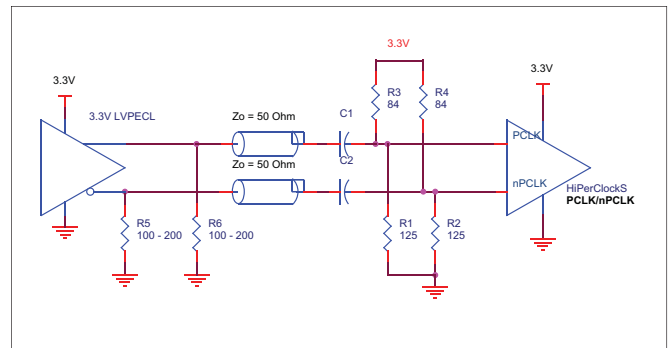 3.3V
3.3V
3.3V
3.3V LVPECL
R3
84
R4
84
Zo = 50 Ohm
C1
PCLK
Zo = 50 Ohm
C2
nPCLK
HiPerClockS
PCLK/nPCLK
R5
100 - 200
R6
100 - 200
R1
125
R2
125